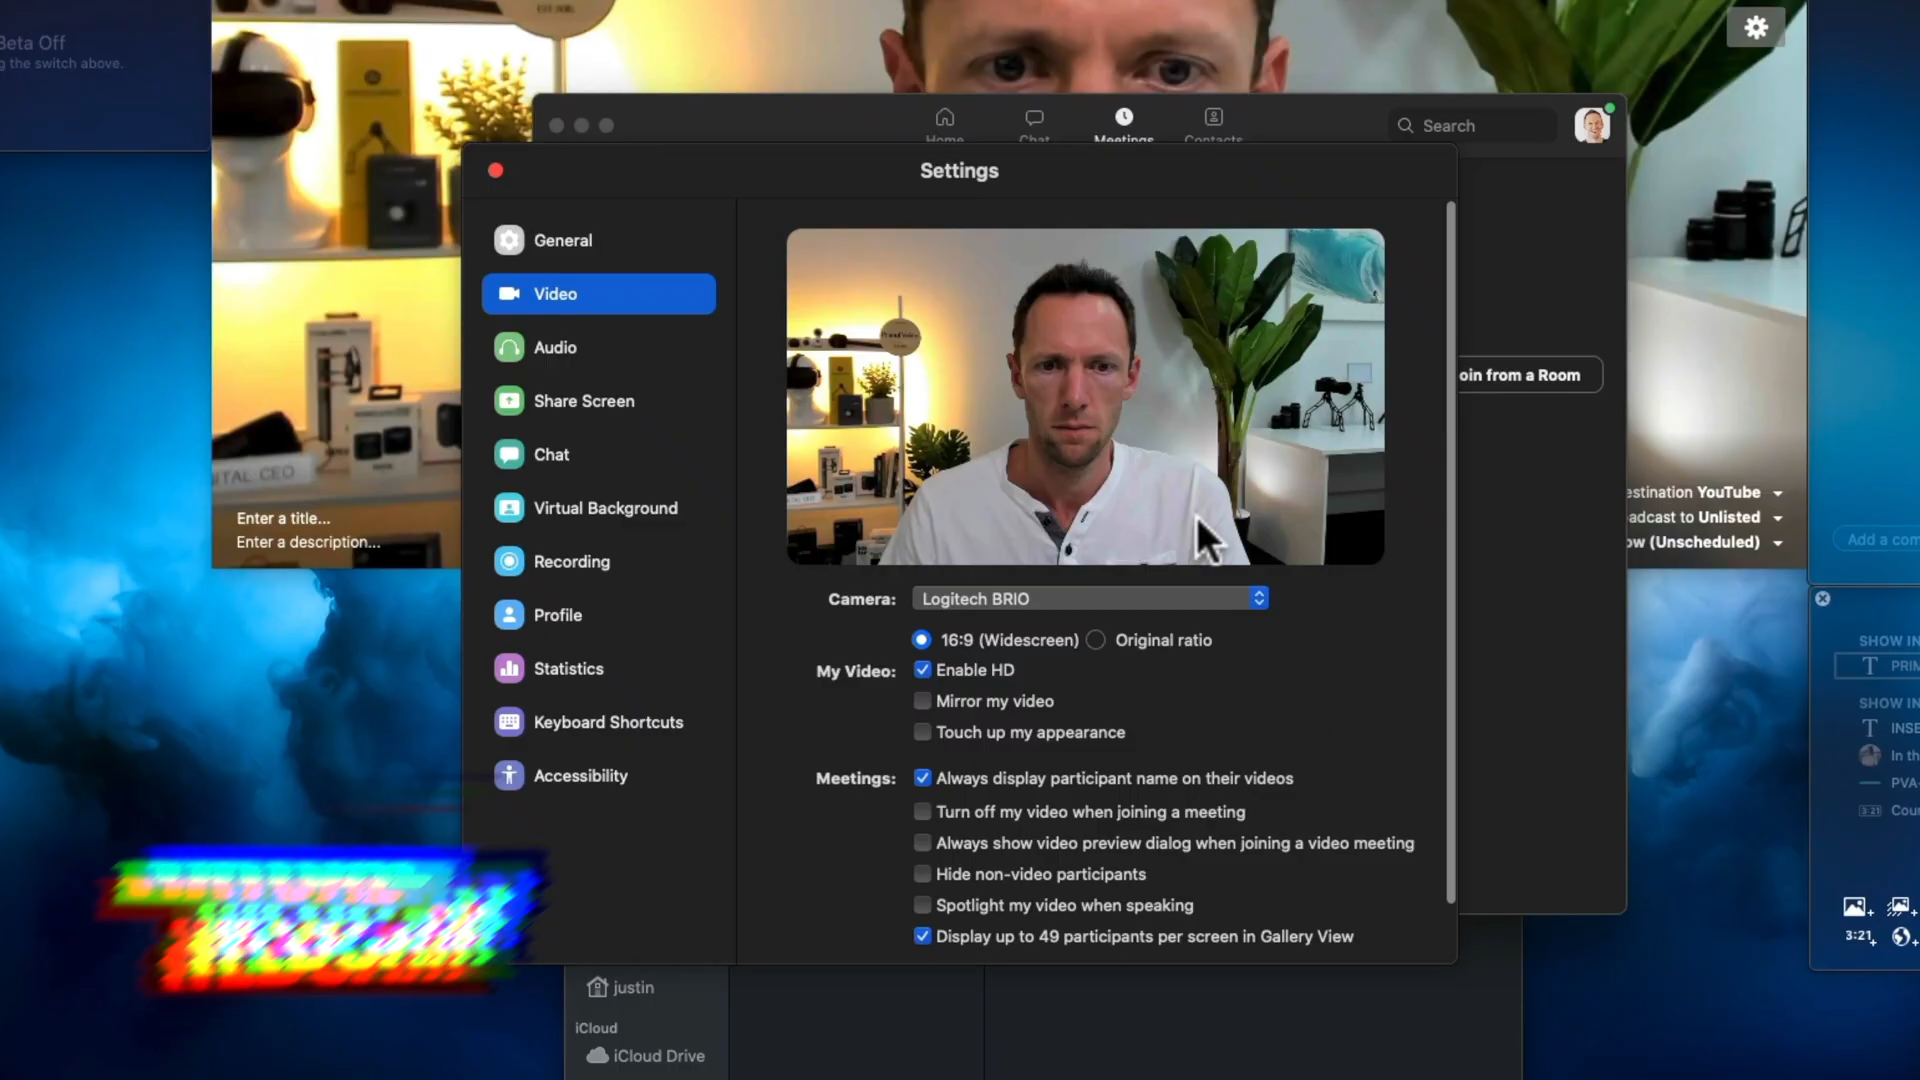 Beta Off
g the switch above.
Home
Chat
Meetings
Contacts
Search
Settings
General
Video
Audio
Share Screen
Chat
Virtual Background
Recording
Profile
Statistics
Keyboard Shortcuts
Accessibility
Camera:
Logitech BRIO
16:9 (Widescreen)
Original ratio
My Video:
Enable HD
Mirror my video
Touch up my appearance
Meetings:
Always display participant name on their videos
Turn off my video when joining a meeting
Always show video preview dialog when joining a video meeting
Hide non-video participants
Spotlight my video when speaking
Display up to 49 participants per screen in Gallery View
oin from a Room
ITAL CEO
Enter a title...
Enter a description...
estination YouTube
adcast to Unlisted
ow (Unscheduled)
Add a com
SHOW IN
T PRIM
SHOW IN
T INSE
In th
PVA-
3:21 Cou
3:21
justin
iCloud
iCloud Drive